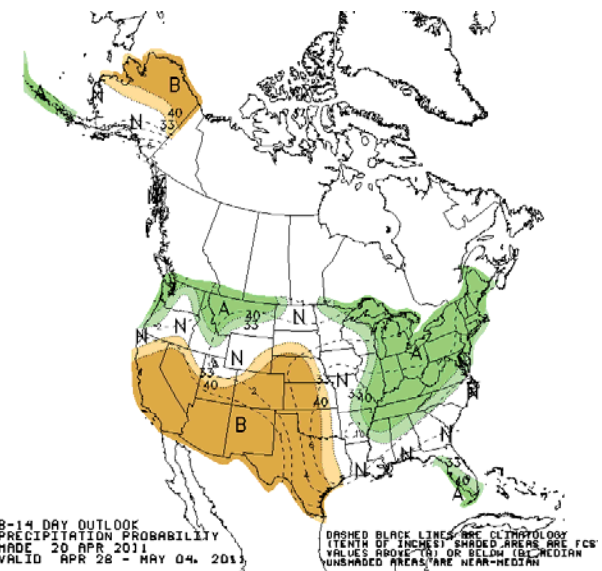 B
A
N
N
40
33
A
40
33
N
N
N
N
A
33
40
33
N
40
33
B
N
N
N
N
33
40
A
8-14 DAY OUTLOOK
PRECIPITATION PROBABILITY
MADE 20 APR 2011
VALID APR 28 - MAY 04, 2011
DASHED BLACK LINES ARE CLIMATOLOGY
(TENTH OF INCHES) SHADED AREAS ARE FCST
VALUES ABOVE (A) OR BELOW (B) MEDIAN
UNSHADED AREAS ARE NEAR-MEDIAN